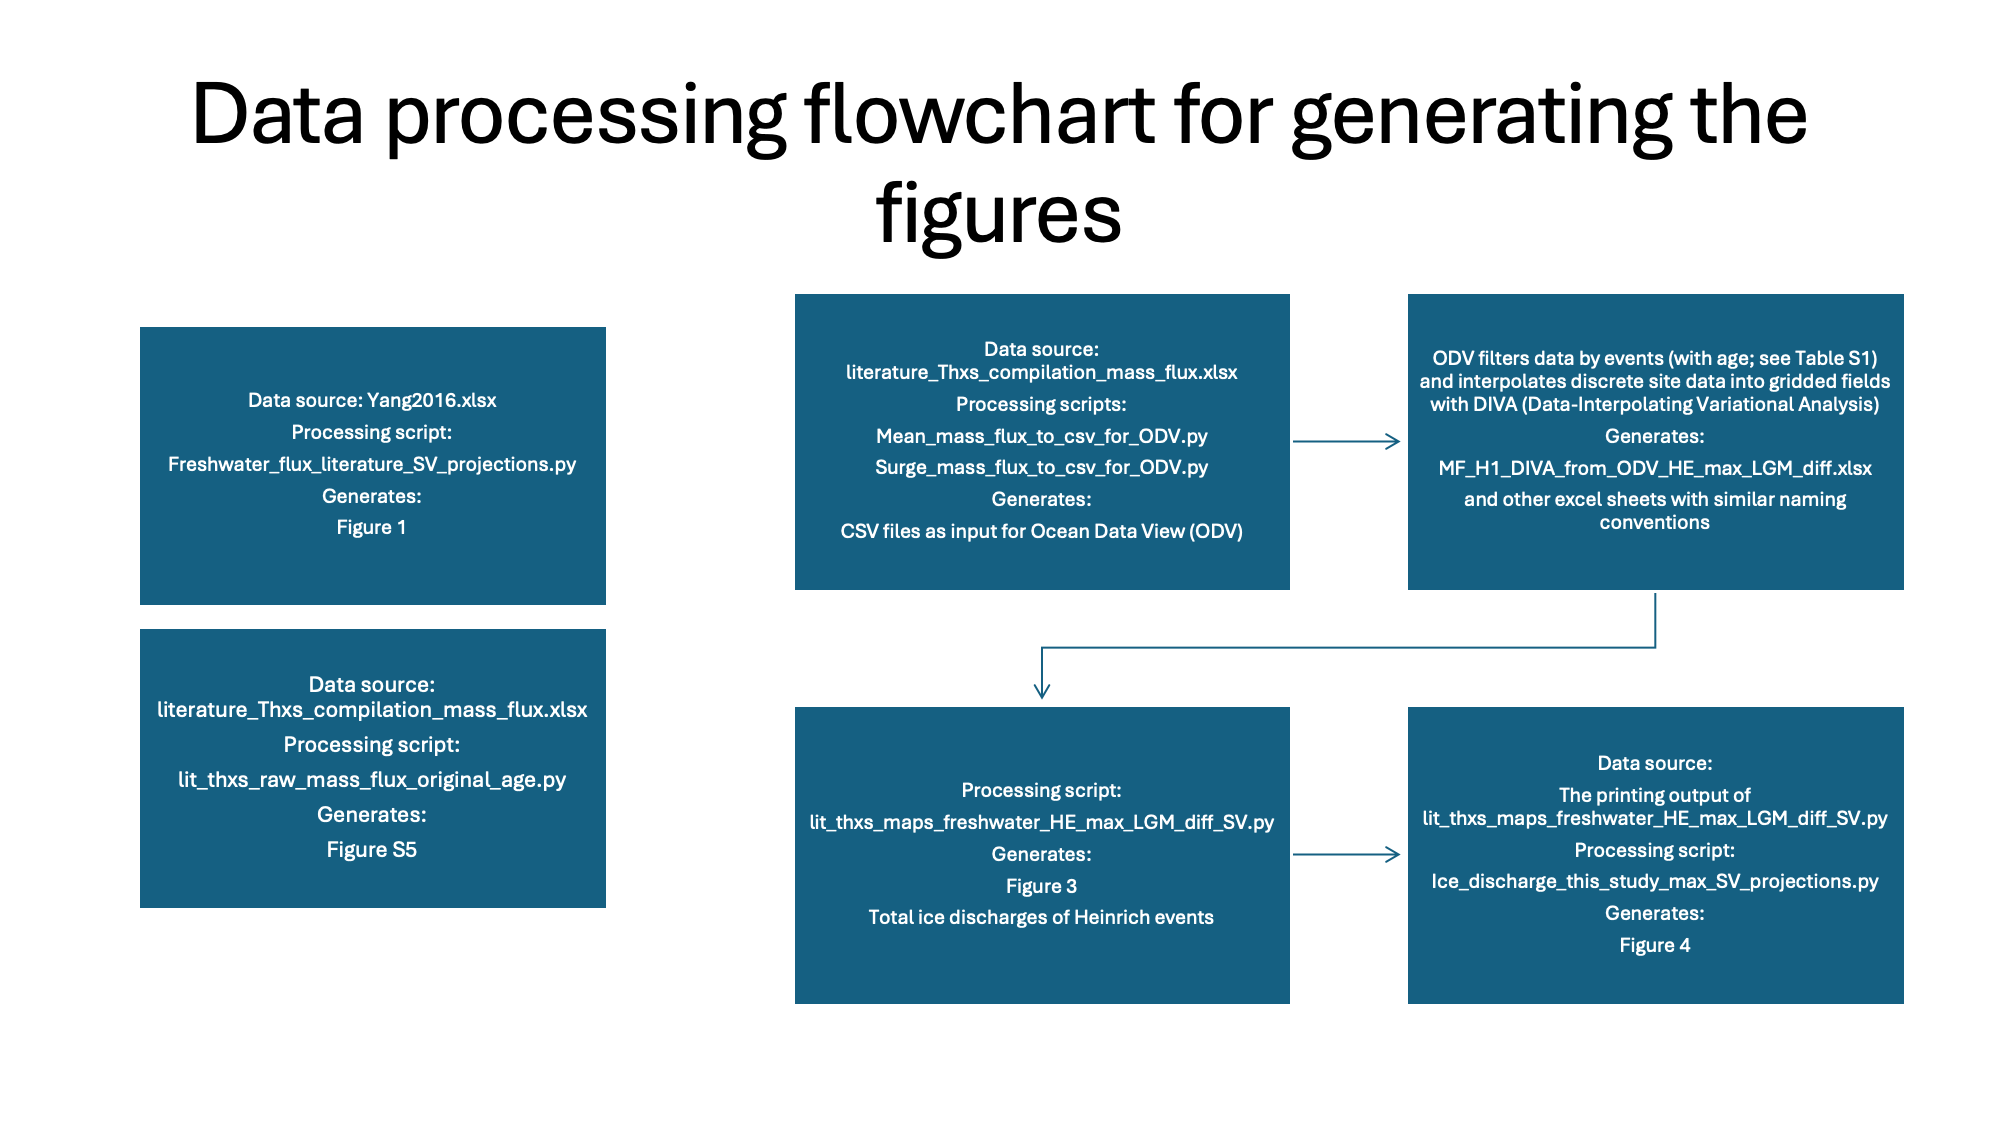 Data processing flowchart for generating the
figures
Data source: Yang2016.xlsx
Processing script:
Freshwater_flux_literature_SV_projections.py
Generates:
Figure 1
Data source:
literature_Thxs_compilation_mass_flux.xlsx
Processing script:
lit_thxs_raw_mass_flux_original_age.py
Generates:
Figure S5
Data source:
literature_Thxs_compilation_mass_flux.xlsx
Processing scripts:
Mean_mass_flux_to_csv_for_ODV.py
Surge_mass_flux_to_csv_for_ODV.py
Generates:
CSV files as input for Ocean Data View (ODV)
ODV filters data by events (with age; see Table S1)
and interpolates discrete site data into gridded fields
with DIVA (Data-Interpolating Variational Analysis)
Generates:
MF_H1_DIVA_from_ODV_HE_max_LGM_diff.xlsx
and other excel sheets with similar naming
conventions
Processing script:
lit_thxs_maps_freshwater_HE_max_LGM_diff_SV.py
Generates:
Figure 3
Total ice discharges of Heinrich events
Data source:
The printing output of
lit_thxs_maps_freshwater_HE_max_LGM_diff_SV.py
Processing script:
Ice_discharge_this_study_max_SV_projections.py
Generates:
Figure 4